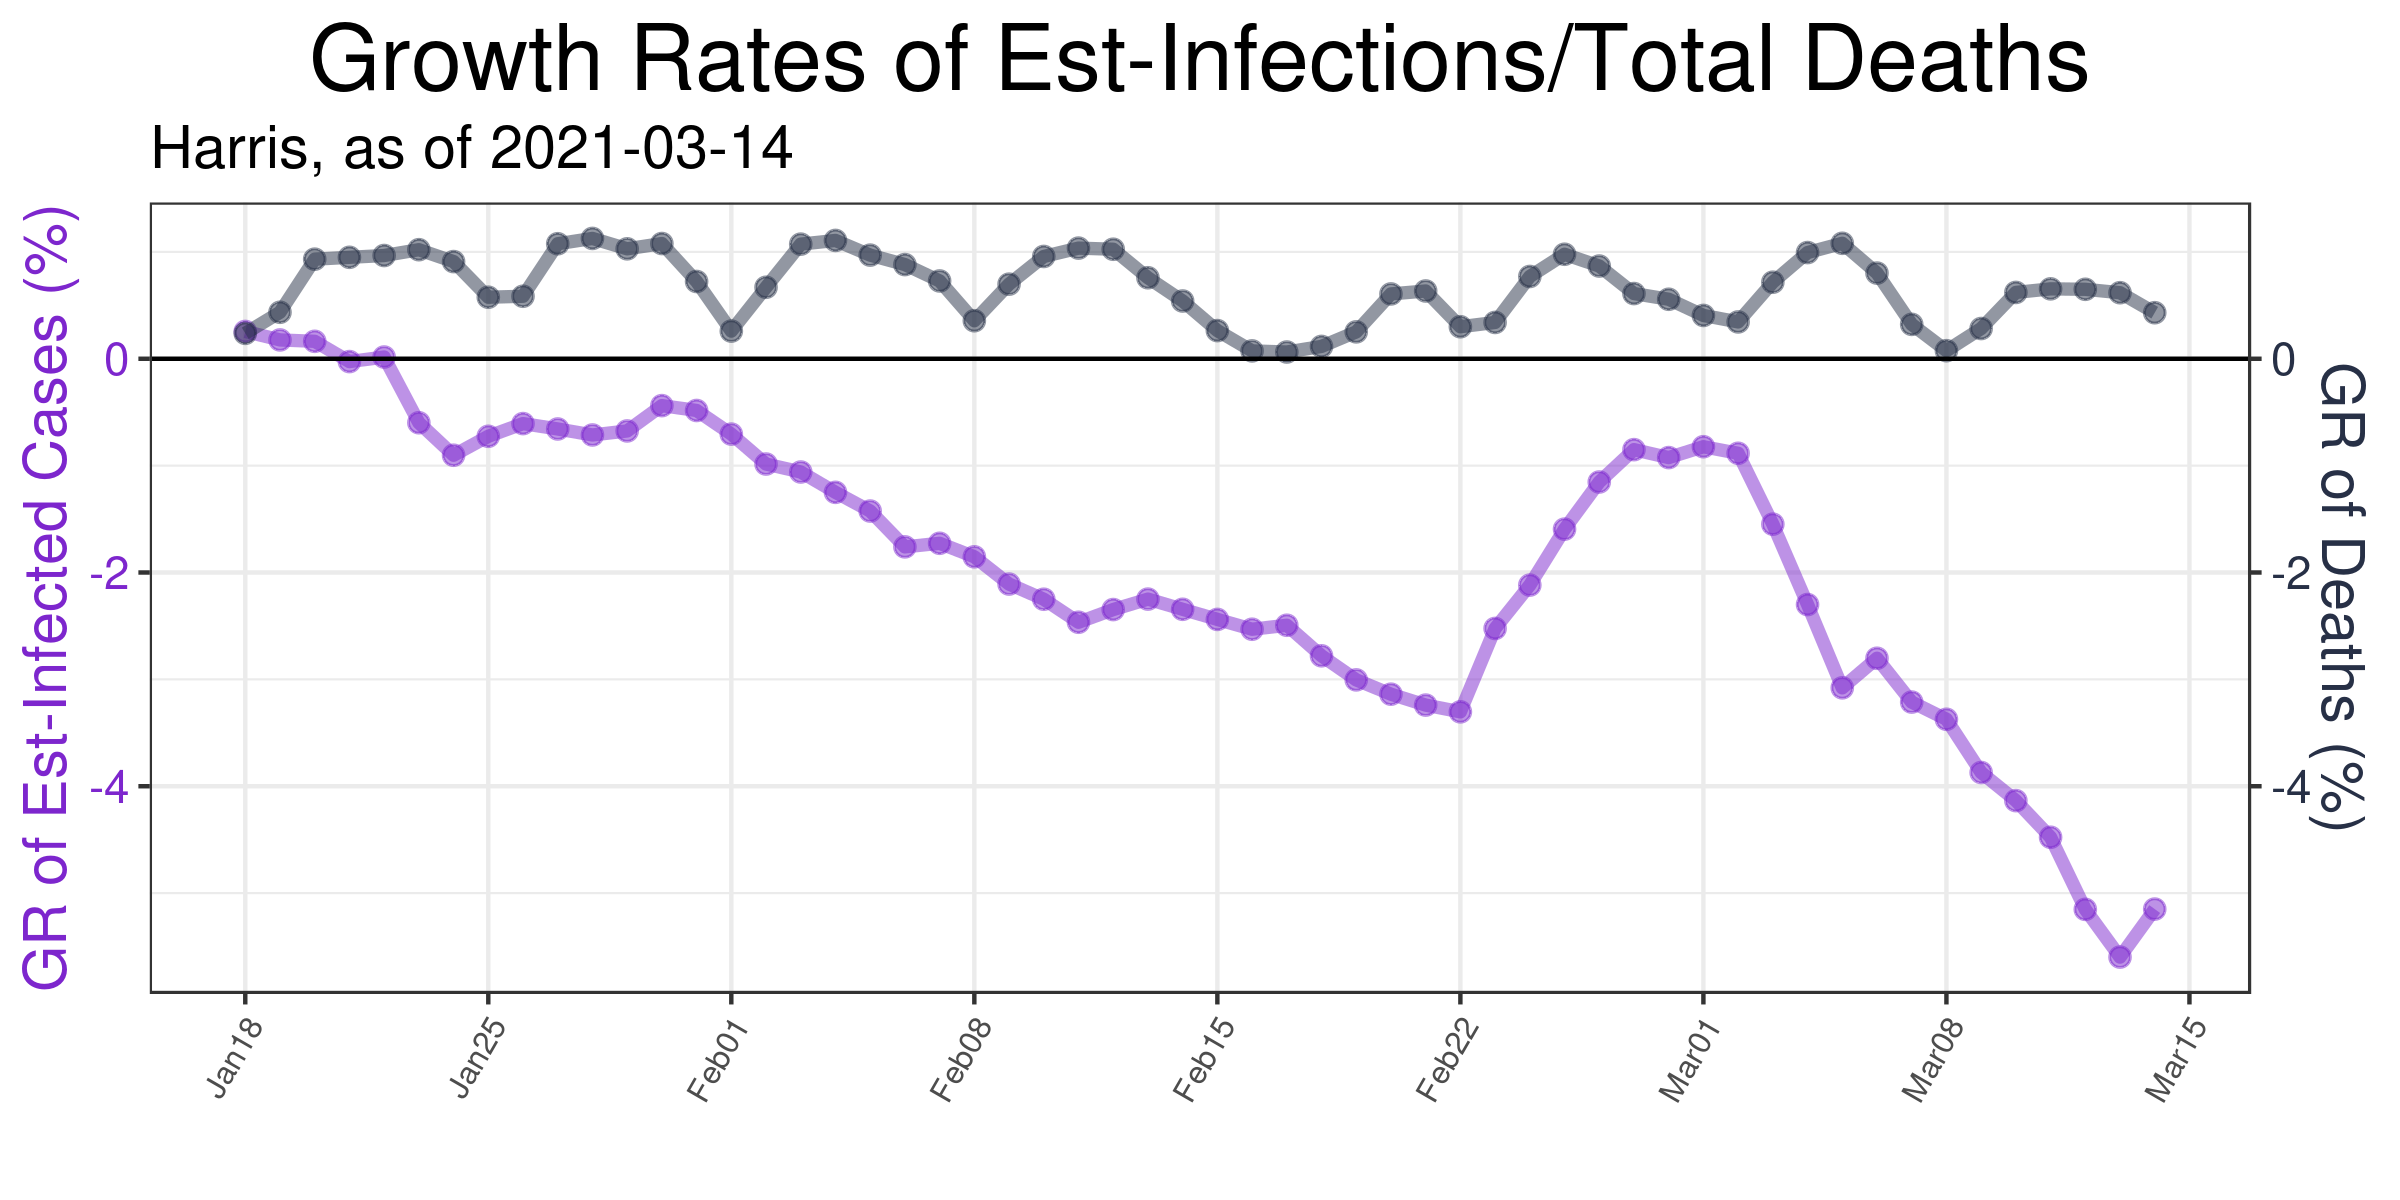 Growth Rates of Est-Infections/Total Deaths
Harris, as of 2021-03-14
GR of Est-Infected Cases (%)
0
-2
-4
0
-2
-4
GR of Deaths (%)
Jan18
Jan25
Feb01
Feb08
Feb15
Feb22
Mar01
Mar08
Mar15